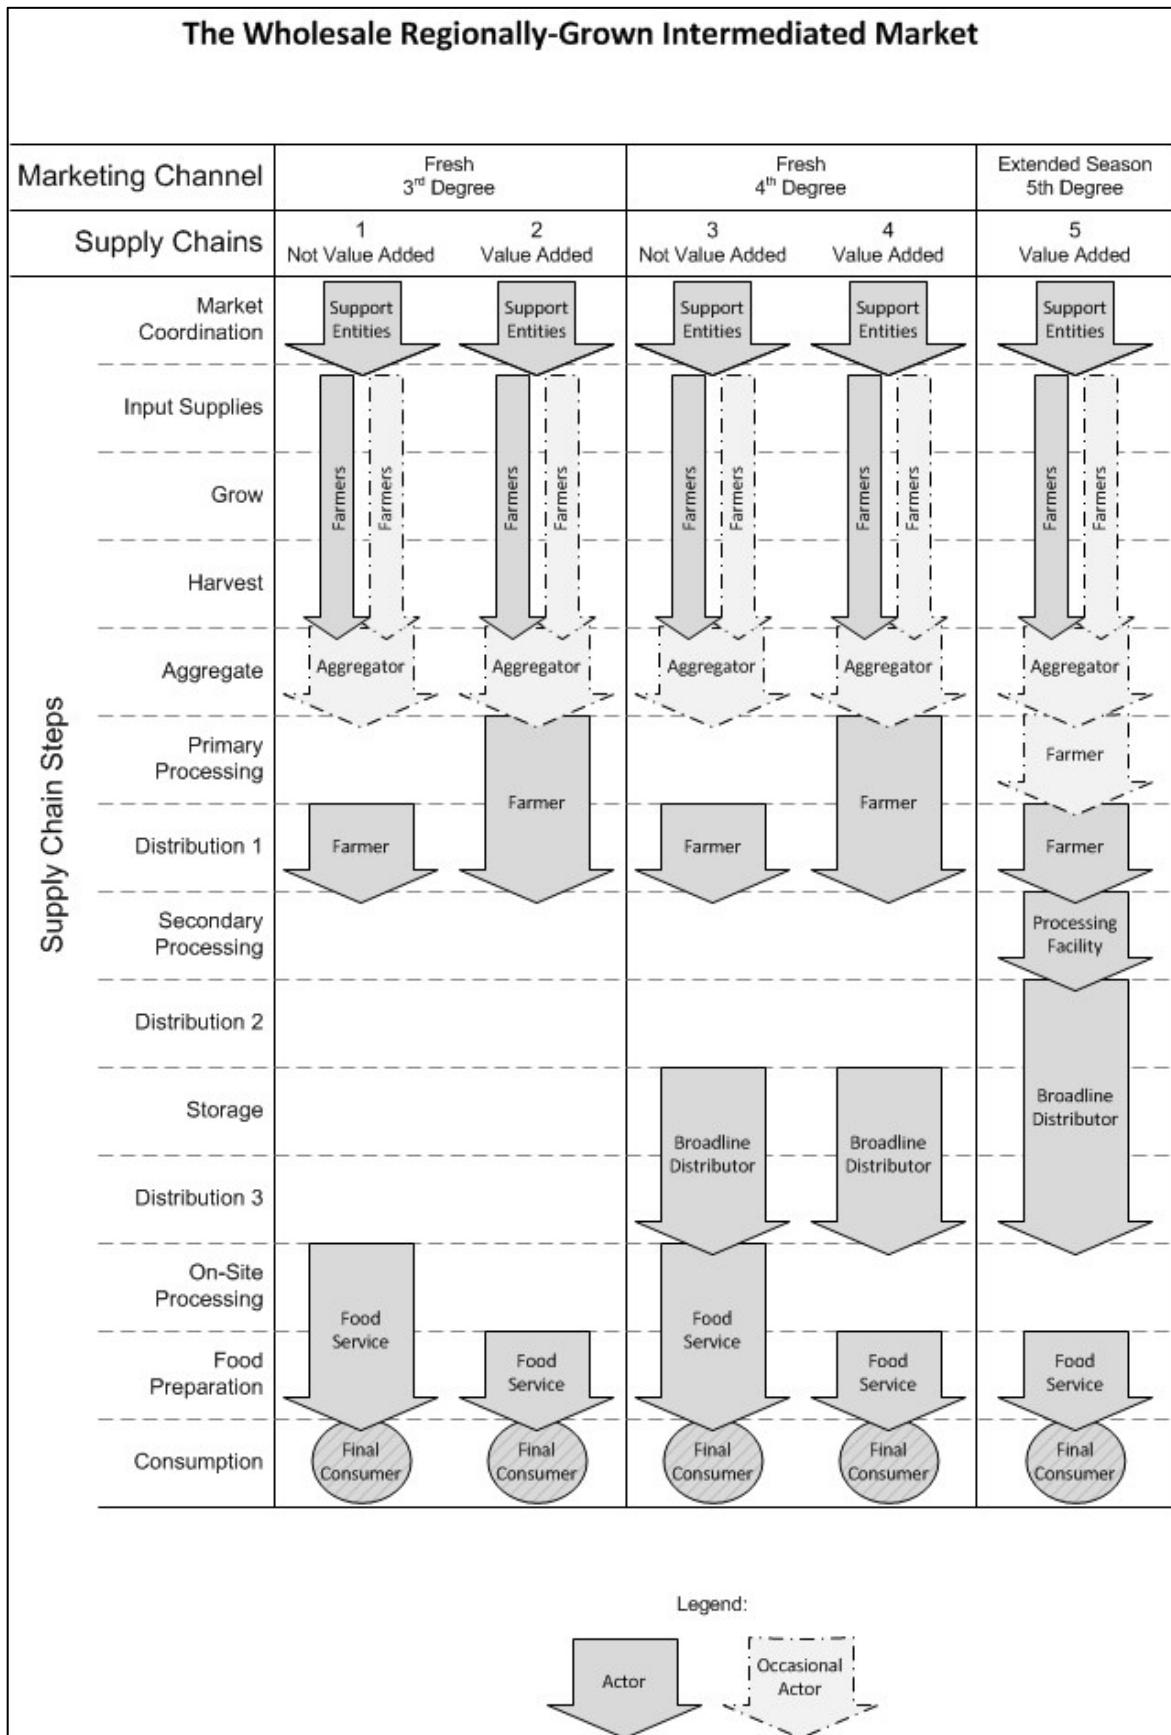 The Wholesale Regionally-Grown Intermediated Market
Marketing Channel
Fresh
3rd Degree
Fresh
4th Degree
Extended Season
5th Degree
Supply Chains
1
Not Value Added
2
Value Added
3
Not Value Added
4
Value Added
5
Value Added
Supply Chain Steps
Market
Coordination
Support
Entities
Support
Entities
Support
Entities
Support
Entities
Support
Entities
Input Supplies
Grow
Farmers
Farmers
Farmers
Farmers
Farmers
Farmers
Farmers
Farmers
Farmers
Farmers
Harvest
Aggregate
Aggregator
Aggregator
Aggregator
Aggregator
Aggregator
Primary
Processing
Farmer
Farmer
Farmer
Distribution 1
Farmer
Farmer
Farmer
Secondary
Processing
Processing
Facility
Distribution 2
Storage
Broadline
Distributor
Broadline
Distributor
Broadline
Distributor
Distribution 3
On-Site
Processing
Food
Service
Food
Service
Food
Preparation
Food
Service
Food
Service
Food
Service
Consumption
Final
Consumer
Final
Consumer
Final
Consumer
Final
Consumer
Final
Consumer
Legend:
Actor
Occasional
Actor